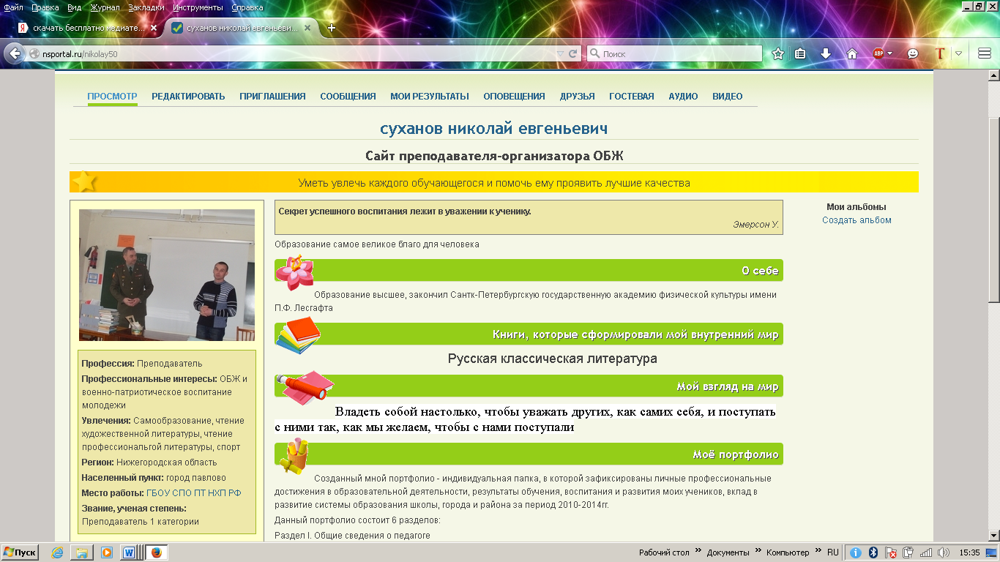 Файл Правка Вид Журнал Закладки Инструменты Справка
скачать бесплатно медиате...
суханов николай евгеньеви...
nsportal.ru/nikolay50
Поиск
ABP
ПРОСМОТР РЕДАКТИРОВАТЬ ПРИГЛАШЕНИЯ СООБЩЕНИЯ МОИ РЕЗУЛЬТАТЫ ОПОВЕЩЕНИЯ ДРУЗЬЯ ГОСТЕВАЯ АУДИО ВИДЕО
суханов николай евгеньевич
Сайт преподавателя-организатора ОБЖ
Уметь увлечь каждого обучающегося и помочь ему проявить лучшие качества
Профессия: Преподаватель
Профессиональные интересы: ОБЖ и
военно-патриотическое воспитание
молодежи
Увлечения: Самообразование, чтение
художественной литературы, чтение
профессиональгой литературы, спорт
Регион: Нижегородская область
Населенный пункт: город павлово
Место работы: ГБОУ СПО ПТ НХП РФ
Звание, ученая степень:
Преподаватель 1 категории
Секрет успешного воспитания лежит в уважении к ученику.
Эмерсон У.
Образование самое великое благо для человека
О себе
Образование высшее, закончил Сантк-Петербургскую государственную академию физической культуры имени
П.Ф. Лесгафта
Книги, которые сформировали мой внутренний мир
Русская классическая литература
Мой взгляд на мир
Владеть собой настолько, чтобы уважать других, как самих себя, и поступать
с ними так, как мы желаем, чтобы с нами поступали
Моё портфолио
Созданный мной портфолио - индивидуальная папка, в которой зафиксированы личные профессиональные
достижения в образовательной деятельности, результаты обучения, воспитания и развития моих учеников, вклад в
развитие системы образования школы, города и района за период 2010-2014гг.
Данный портфолио состоит 6 разделов:
Раздел I. Общие сведения о педагоге
Мои альбомы
Создать альбом
Пуск
Рабочий стол » Документы » Компьютер » RU 15:35